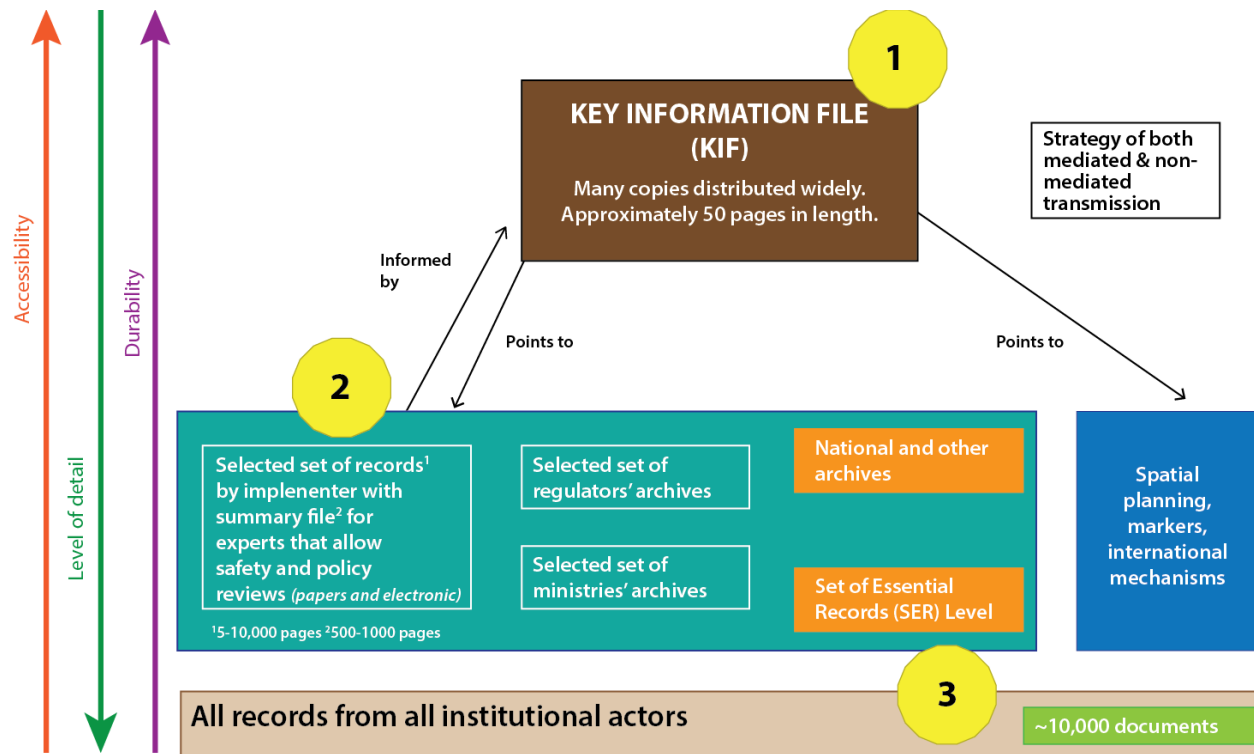 1
KEY INFORMATION FILE
(KIF)
Many copies distributed widely.
Approximately 50 pages in length.
Strategy of both
mediated & non-
mediated
transmission
Accessibility
Level of detail
Durability
Informed
by
Points to
Points to
2
Selected set of records¹
by implenenter with
summary file² for
experts that allow
safety and policy
reviews (papers and electronic)
¹5-10,000 pages ²500-1000 pages
Selected set of
regulators' archives
Selected set of
ministries' archives
National and other
archives
Set of Essential
Records (SER) Level
Spatial
planning,
markers,
international
mechanisms
3
All records from all institutional actors
~10,000 documents